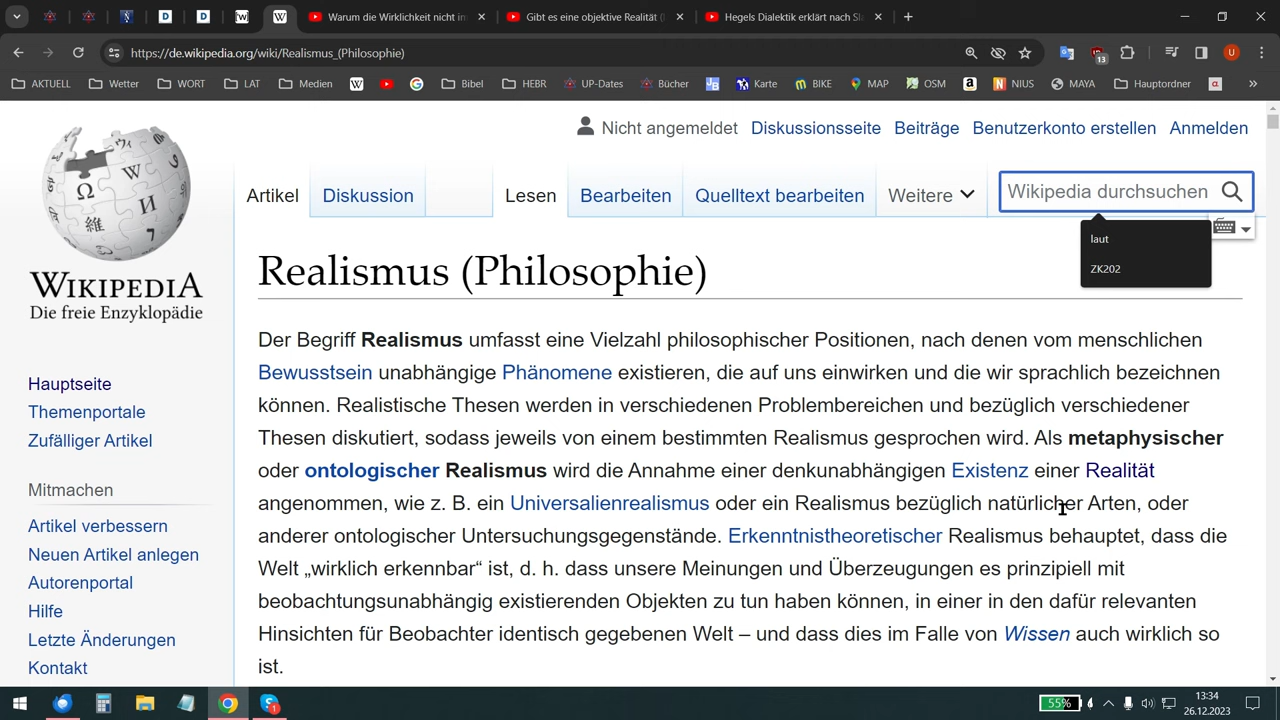 Warum die Wirklichkeit nicht in
Gibt es eine objektive Realität (
Hegels Dialektik erklärt nach Sl
https://de.wikipedia.org/wiki/Realismus_(Philosophie)
13
U
AKTUELL Wetter WORT LAT Medien W Bibel HEBR UP-Dates Bücher Karte BIKE MAP OSM NIUS MAYA Hauptordner
Nicht angemeldet Diskussionsseite Beiträge Benutzerkonto erstellen Anmelden
Artikel Diskussion Lesen Bearbeiten Quelltext bearbeiten Weitere Wikipedia durchsuchen
laut
ZK202
WIKIPEDIA
Die freie Enzyklopädie
Hauptseite
Themenportale
Zufälliger Artikel
Mitmachen
Artikel verbessern
Neuen Artikel anlegen
Autorenportal
Hilfe
Letzte Änderungen
Kontakt
Realismus (Philosophie)
Der Begriff Realismus umfasst eine Vielzahl philosophischer Positionen, nach denen vom menschlichen
Bewusstsein unabhängige Phänomene existieren, die auf uns einwirken und die wir sprachlich bezeichnen
können. Realistische Thesen werden in verschiedenen Problembereichen und bezüglich verschiedener
Thesen diskutiert, sodass jeweils von einem bestimmten Realismus gesprochen wird. Als metaphysischer
oder ontologischer Realismus wird die Annahme einer denkunabhängigen Existenz einer Realität
angenommen, wie z. B. ein Universalienrealismus oder ein Realismus bezüglich natürlicher Arten, oder
anderer ontologischer Untersuchungsgegenstände. Erkenntnistheoretischer Realismus behauptet, dass die
Welt „wirklich erkennbar“ ist, d. h. dass unsere Meinungen und Überzeugungen es prinzipiell mit
beobachtungsunabhängig existierenden Objekten zu tun haben können, in einer in den dafür relevanten
Hinsichten für Beobachter identisch gegebenen Welt – und dass dies im Falle von Wissen auch wirklich so
ist.
55%
13:34
26.12.2023